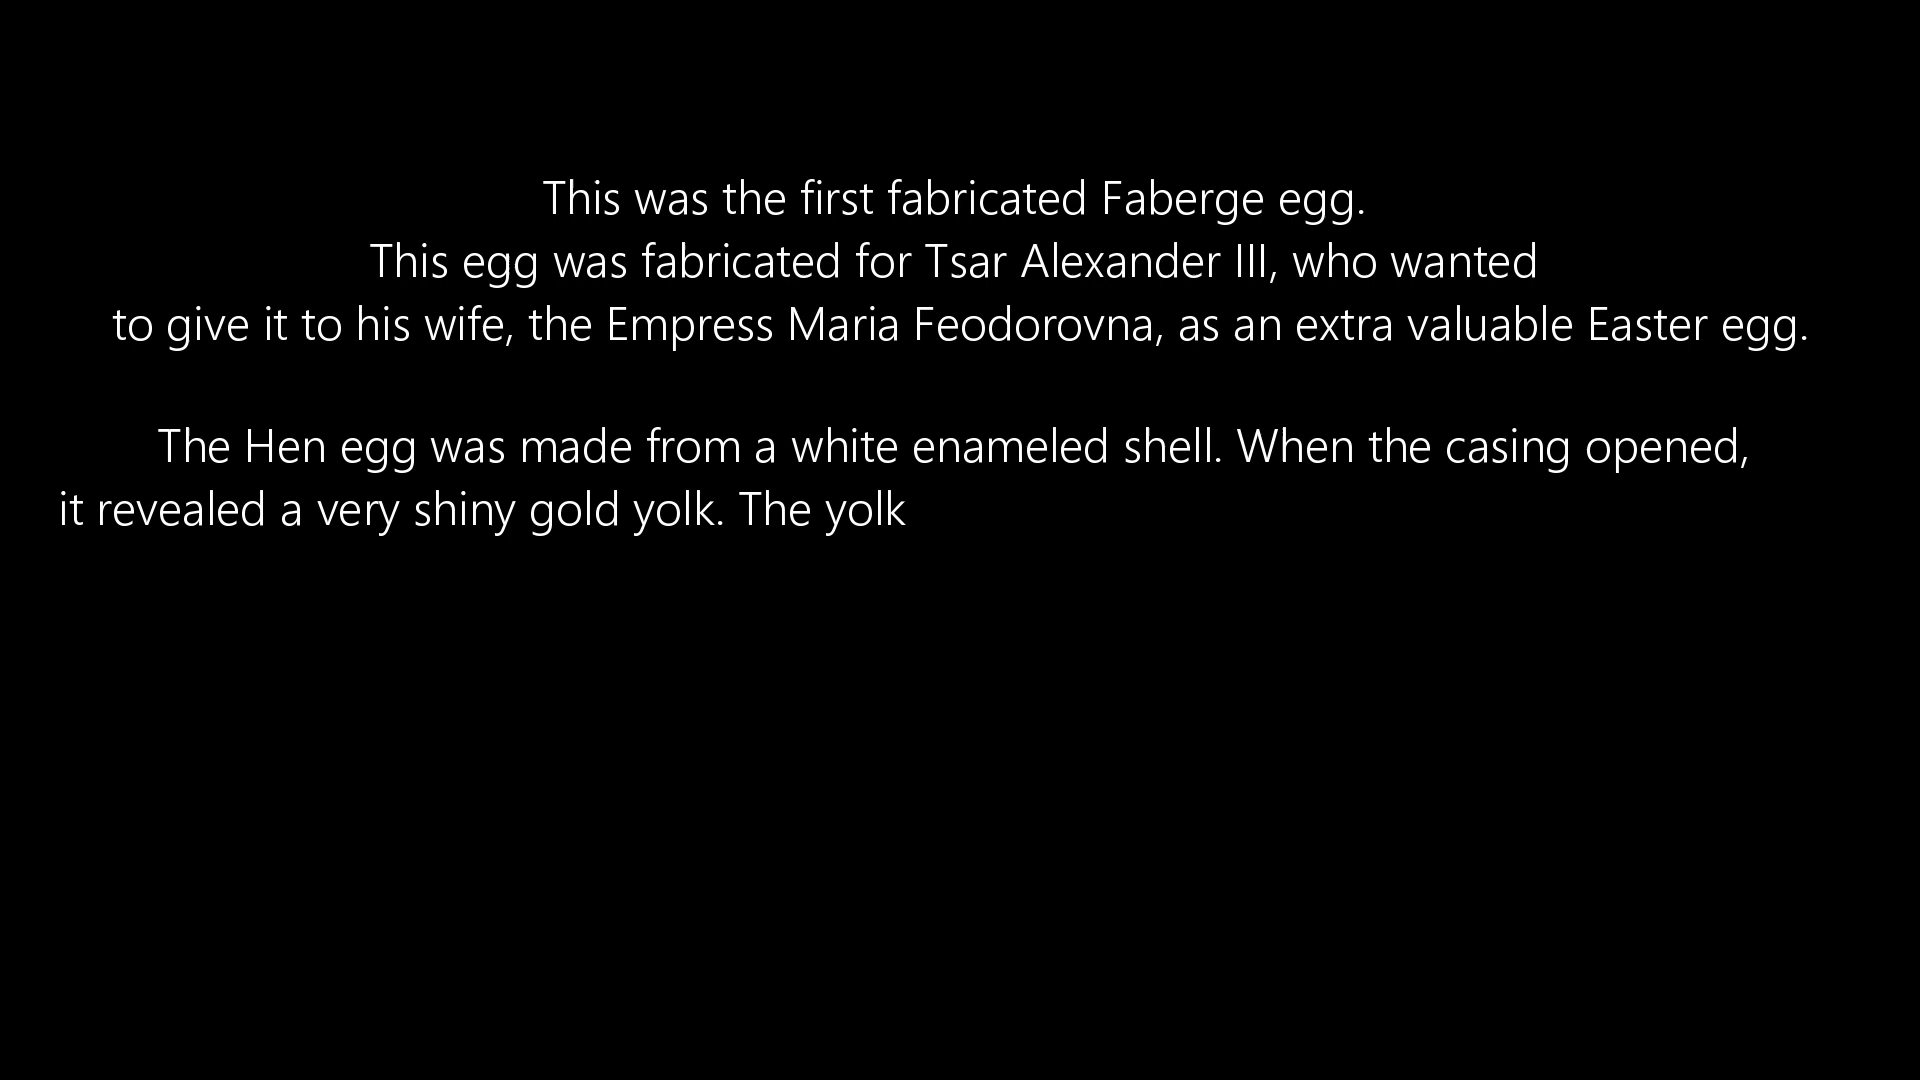 This was the first fabricated Faberge egg.
This egg was fabricated for Tsar Alexander III, who wanted
to give it to his wife, the Empress Maria Feodorovna, as an extra valuable Easter egg.
The Hen egg was made from a white enameled shell. When the casing opened,
it revealed a very shiny gold yolk. The yolk